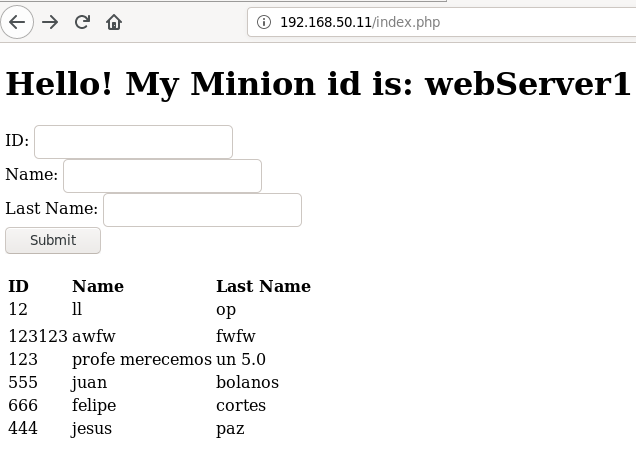 192.168.50.11/index.php
Hello! My Minion id is: webServer1
ID:
Name:
Last Name:
Submit
ID Name Last Name
12 ll op
123123 awfw fwfw
123 profe merecemos un 5.0
555 juan bolanos
666 felipe cortes
444 jesus paz